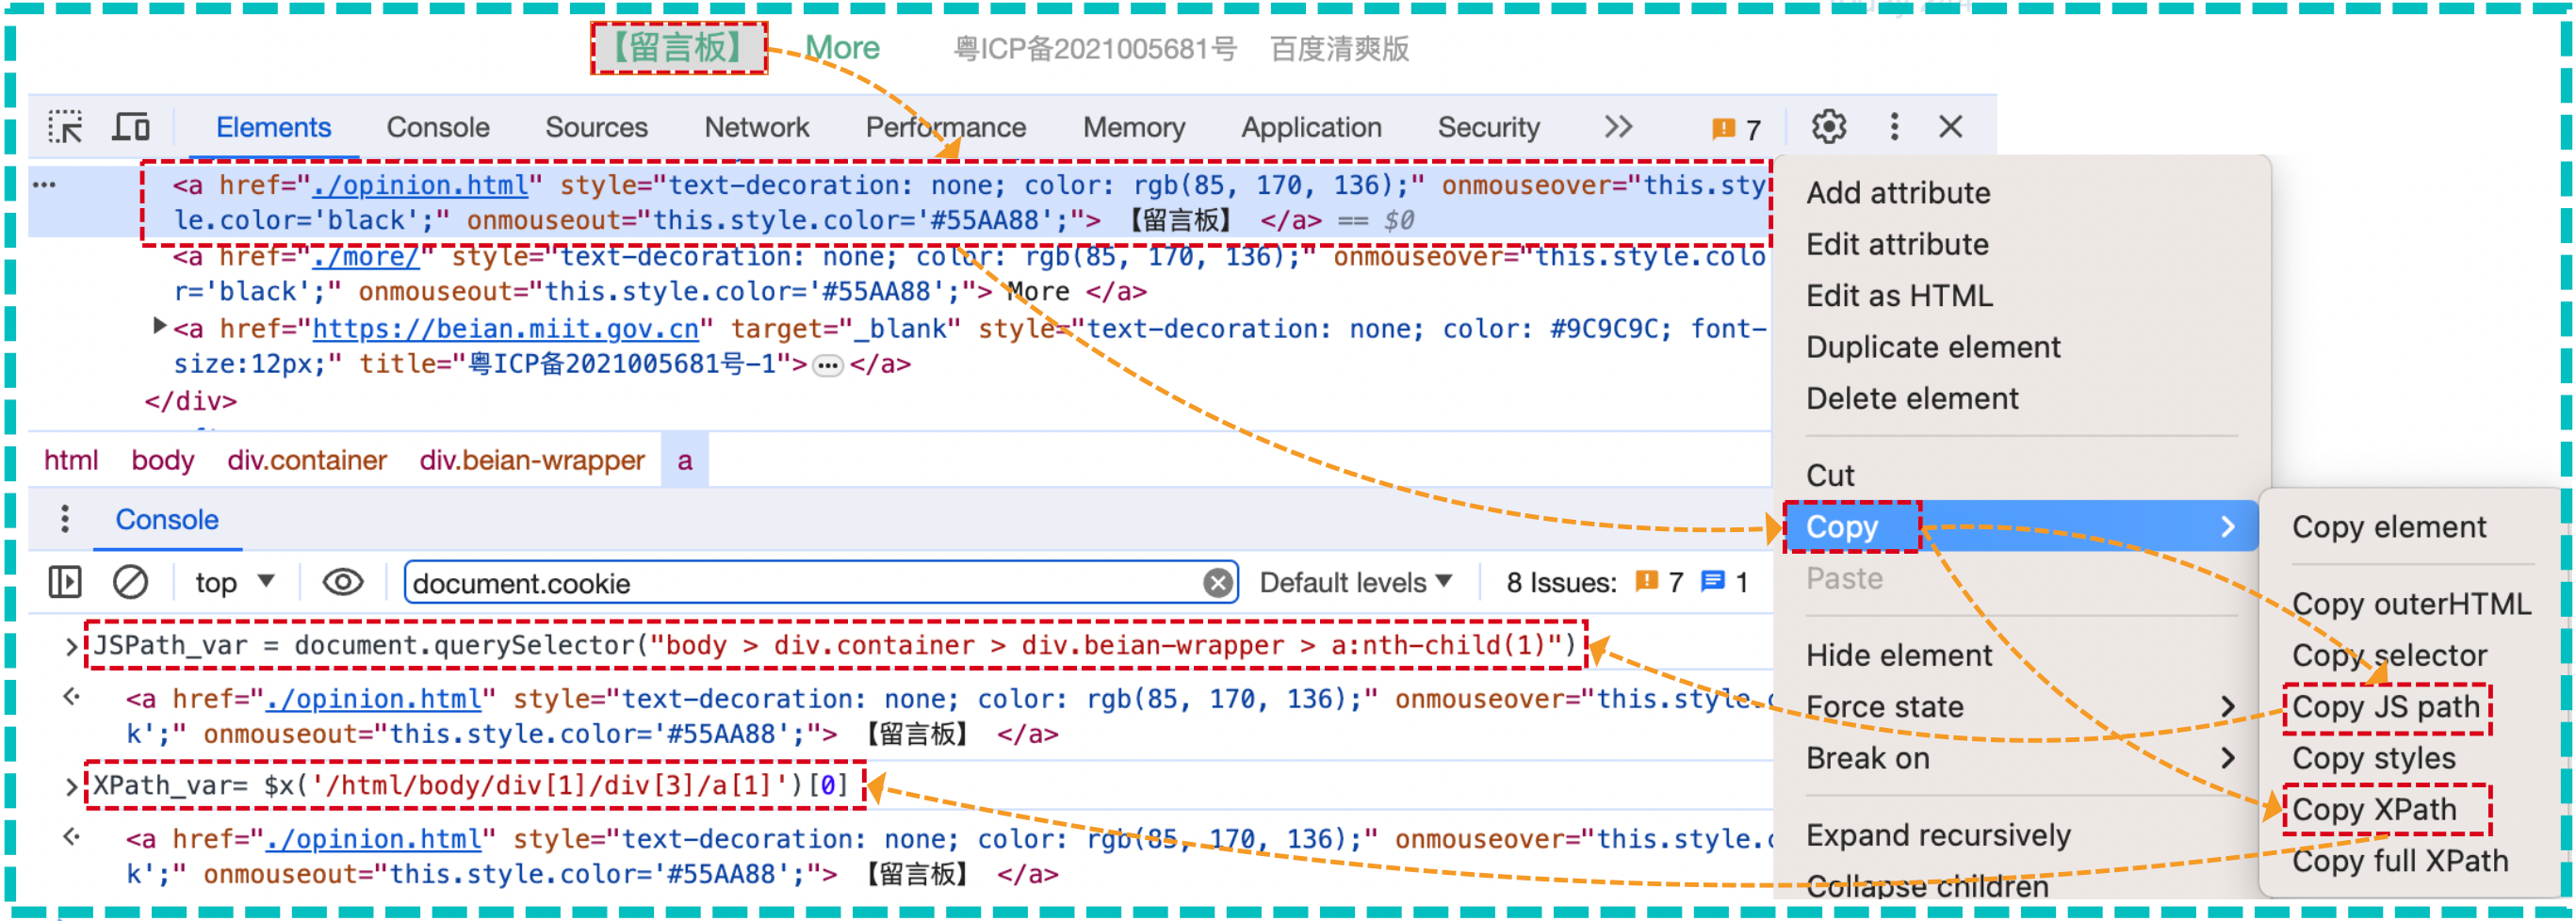 【留言板】 More 粤ICP备2021005681号 百度清爽版
Elements Console Sources Network Performance Memory Application Security 7
<a href="./opinion.html" style="text-decoration: none; color: rgb(85, 170, 136);" onmouseover="this.sty
le.color='black';" onmouseout="this.style.color='#55AA88';"> 【留言板】 </a> == $0
<a href="./more/" style="text-decoration: none; color: rgb(85, 170, 136);" onmouseover="this.style.colo
r='black';" onmouseout="this.style.color='#55AA88';"> More </a>
<a href="https://beian.miit.gov.cn" target="_blank" style="text-decoration: none; color: #9C9C9C; font-
size:12px;" title="粤ICP备2021005681号-1">…</a>
</div>
html body div.container div.beian-wrapper a
Console
top document.cookie Default levels 8 Issues: 7 1
JSPath_var = document.querySelector("body > div.container > div.beian-wrapper > a:nth-child(1)")
<a href="./opinion.html" style="text-decoration: none; color: rgb(85, 170, 136);" onmouseover="this.style.c
k';" onmouseout="this.style.color='#55AA88';"> 【留言板】 </a>
XPath_var= $x('/html/body/div[1]/div[3]/a[1]')[0]
<a href="./opinion.html" style="text-decoration: none; color: rgb(85, 170, 136);" onmouseover="this.style.c
k';" onmouseout="this.style.color='#55AA88';"> 【留言板】 </a>
Add attribute
Edit attribute
Edit as HTML
Duplicate element
Delete element
Cut
Copy
Paste
Hide element
Force state
Break on
Expand recursively
Collapse children
Copy element
Copy outerHTML
Copy selector
Copy JS path
Copy styles
Copy XPath
Copy full XPath